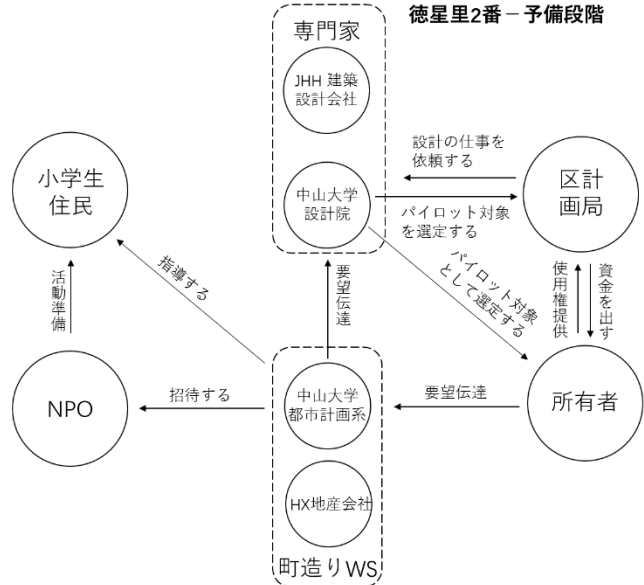 徳星里2番－予備段階
専門家
JHH 建築
設計会社
中山大学
設計院
設計の仕事を
依頼する
パイロット対象
を選定する
区計
画局
小学生
住民
指導する
活動準備
要望伝達
パイロット対象
として選定する
使用権提供
資金を出す
NPO
招待する
中山大学
都市計画系
要望伝達
所有者
HX地産会社
町造りWS